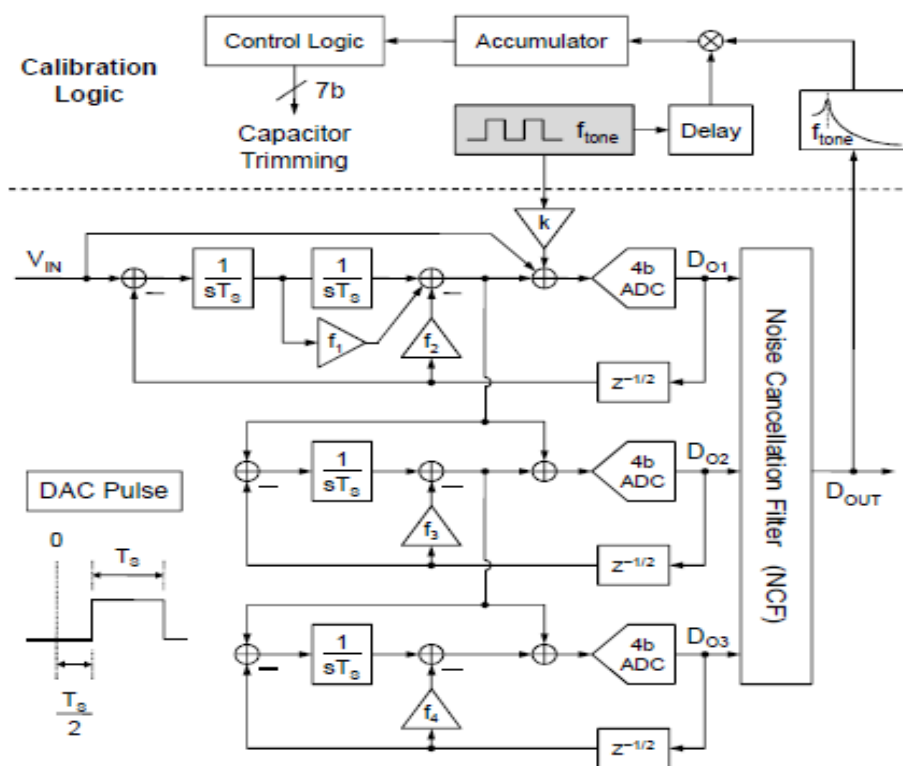 Calibration
Logic
Control Logic
Accumulator
7b
Capacitor
Trimming
f_tone
Delay
f_tone
k
V_IN
1
sT_s
1
sT_s
4b
ADC
D_O1
f_1
f_2
z^{-1/2}
1
sT_s
4b
ADC
D_O2
f_3
z^{-1/2}
1
sT_s
4b
ADC
D_O3
f_4
z^{-1/2}
Noise Cancellation Filter (NCF)
D_OUT
DAC Pulse
0
T_s
T_s
2